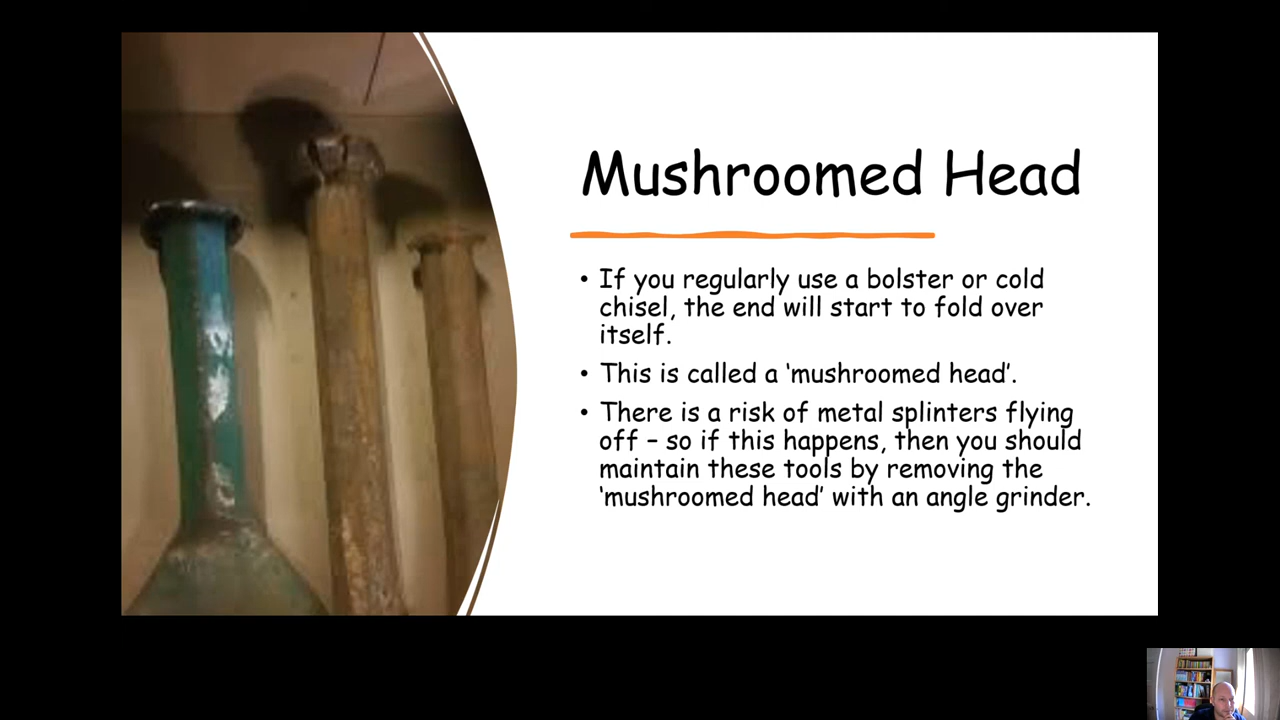 Mushroomed Head
• If you regularly use a bolster or cold
chisel, the end will start to fold over
itself.
• This is called a ‘mushroomed head’.
• There is a risk of metal splinters flying
off – so if this happens, then you should
maintain these tools by removing the
‘mushroomed head’ with an angle grinder.